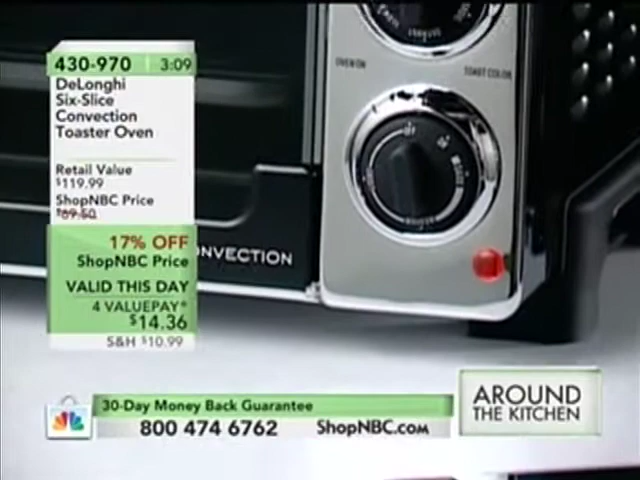 430-970 3:09
DeLonghi
Six-Slice
Convection
Toaster Oven
Retail Value
$119.99
ShopNBC Price
$69.50
17% OFF
ShopNBC Price
VALID THIS DAY
4 VALUEPAY®
$14.36
S&H $10.99
OVEN ON
TOAST COLOR
NVECTION
30-Day Money Back Guarantee
800 474 6762 ShopNBC.com
AROUND
THE KITCHEN